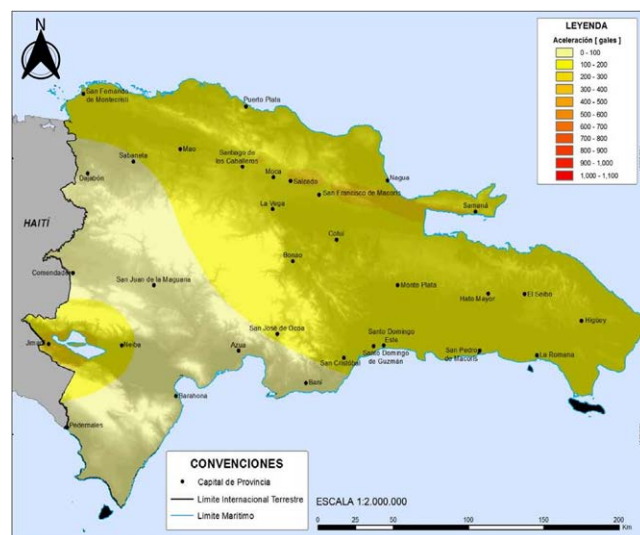 N
LEYENDA
Aceleración [ gales ]
0 - 100
100 - 200
200 - 300
300 - 400
400 - 500
500 - 600
600 - 700
700 - 800
800 - 900
900 - 1,000
1,000 - 1,100
San Fernando
de Montecristi
Puerto Plata
Mao
Sabaneta
Santiago de
los Caballeros
Dajabón
Moca
Salcedo
Nagua
San Francisco de Macorís
La Vega
Samaná
HAITÍ
Cotuí
Bonao
Comendador
San Juan de la Maguana
Monte Plata
Hato Mayor
El Seibo
Higüey
San José de Ocoa
Jimaní
Neiba
Azua
Santo Domingo
Este
Santo Domingo
de Guzmán
San Cristóbal
San Pedro
de Macorís
La Romana
Baní
Barahona
Pedernales
CONVENCIONES
Capital de Provincia
Límite Internacional Terrestre
Límite Marítimo
ESCALA 1:2.000.000
0 50 100 150 200
Km